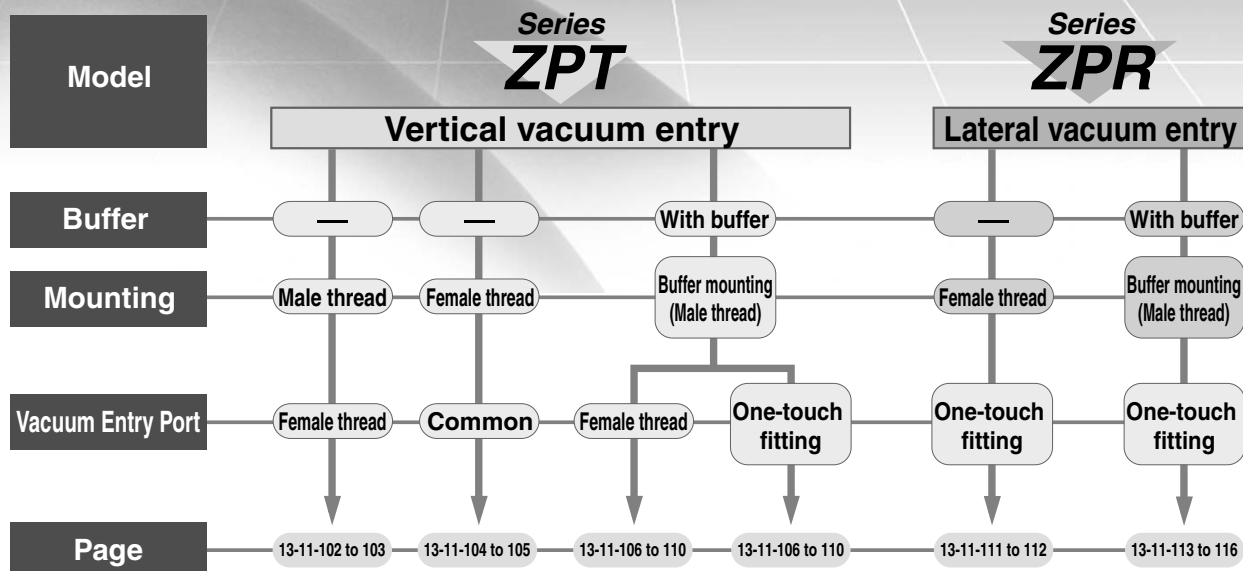 Model
Series
ZPT
Series
ZPR
Vertical vacuum entry
Lateral vacuum entry
Buffer
—
—
With buffer
—
With buffer
Mounting
Male thread
Female thread
Buffer mounting
(Male thread)
Female thread
Buffer mounting
(Male thread)
Vacuum Entry Port
Female thread
Common
Female thread
One-touch
fitting
One-touch
fitting
One-touch
fitting
Page
13-11-102 to 103
13-11-104 to 105
13-11-106 to 110
13-11-106 to 110
13-11-111 to 112
13-11-113 to 116